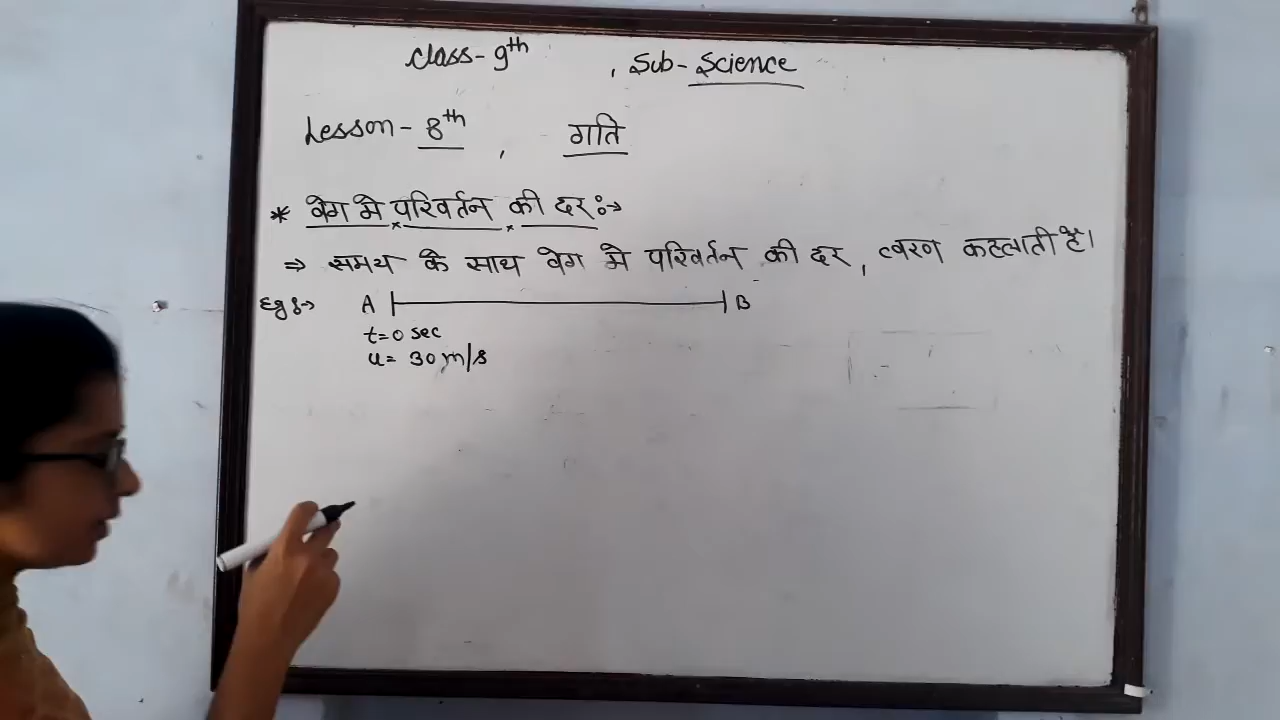 Class-9th , Sub-Science
Lesson-8th , गति
* वेग मे परिवर्तन की दर:→
⇒ समय के साथ वेग मे परिवर्तन की दर, त्वरण कहलाती है।
Eg:→ A B
t=0 sec
u= 30 m/s